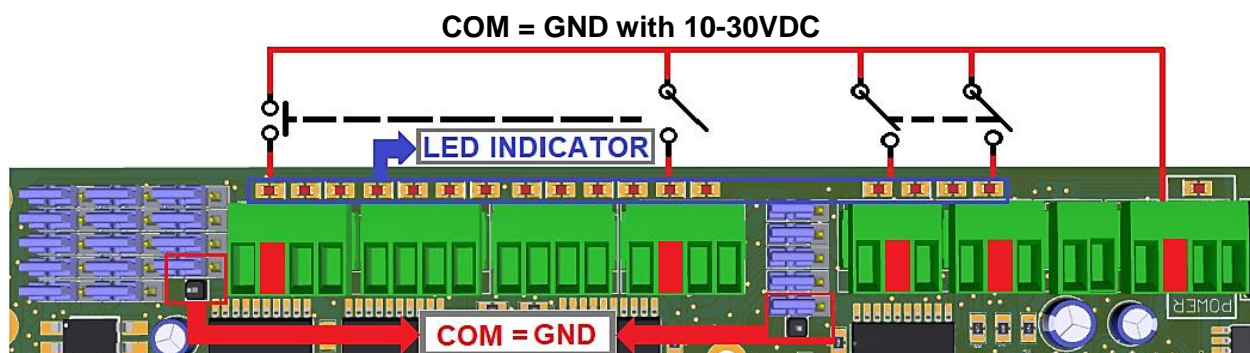 COM = GND with 10-30VDC
LED INDICATOR
POWER
COM = GND